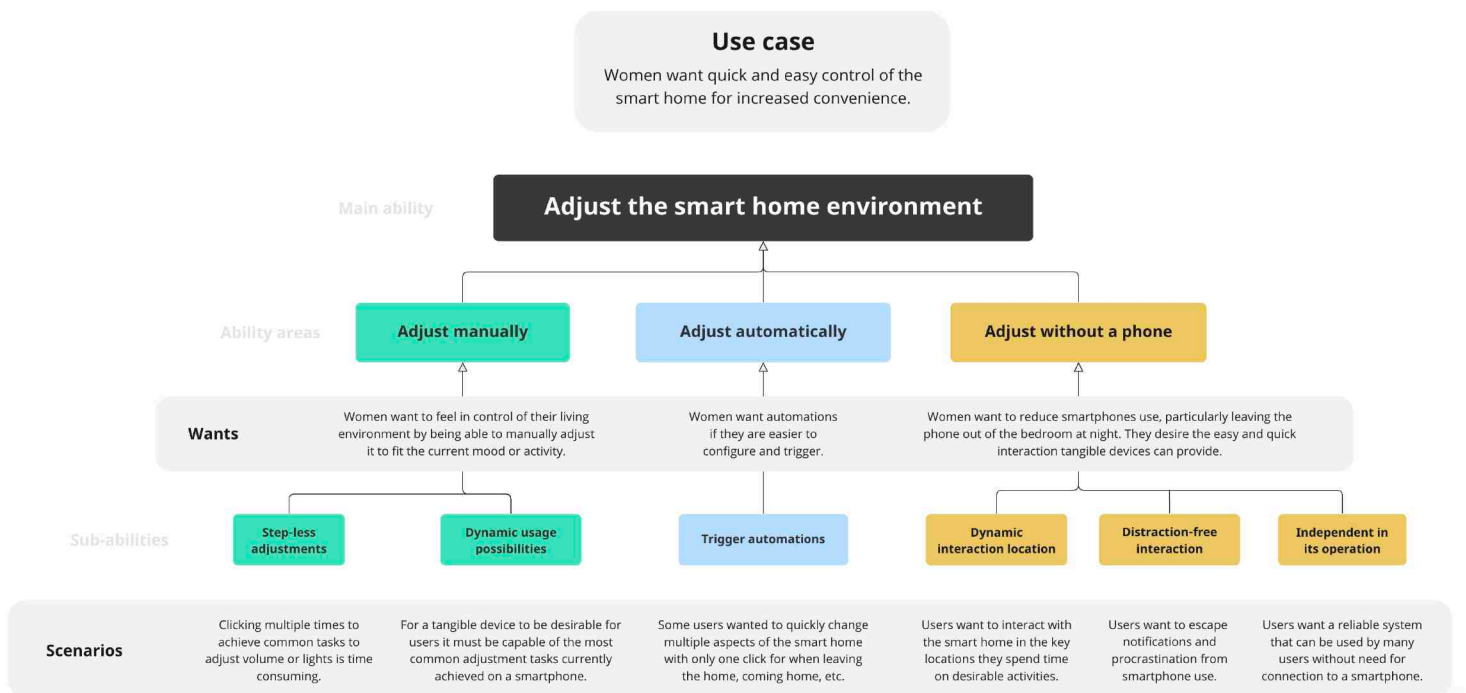 Use case
Women want quick and easy control of the
smart home for increased convenience.
Main ability
Adjust the smart home environment
Ability areas
Adjust manually
Adjust automatically
Adjust without a phone
Wants
Women want to feel in control of their living
environment by being able to manually adjust
it to fit the current mood or activity.
Women want automations
if they are easier to
configure and trigger.
Women want to reduce smartphones use, particularly leaving the
phone out of the bedroom at night. They desire the easy and quick
interaction tangible devices can provide.
Sub-abilities
Step-less
adjustments
Dynamic usage
possibilities
Trigger automations
Dynamic
interaction location
Distraction-free
interaction
Independent in
its operation
Scenarios
Clicking multiple times to
achieve common tasks to
adjust volume or lights is time
consuming.
For a tangible device to be desirable for
users it must be capable of the most
common adjustment tasks currently
achieved on a smartphone.
Some users wanted to quickly change
multiple aspects of the smart home
with only one click for when leaving
the home, coming home, etc.
Users want to interact with
the smart home in the key
locations they spend time
on desirable activities.
Users want to escape
notifications and
procrastination from
smartphone use.
Users want a reliable system
that can be used by many
users without need for
connection to a smartphone.